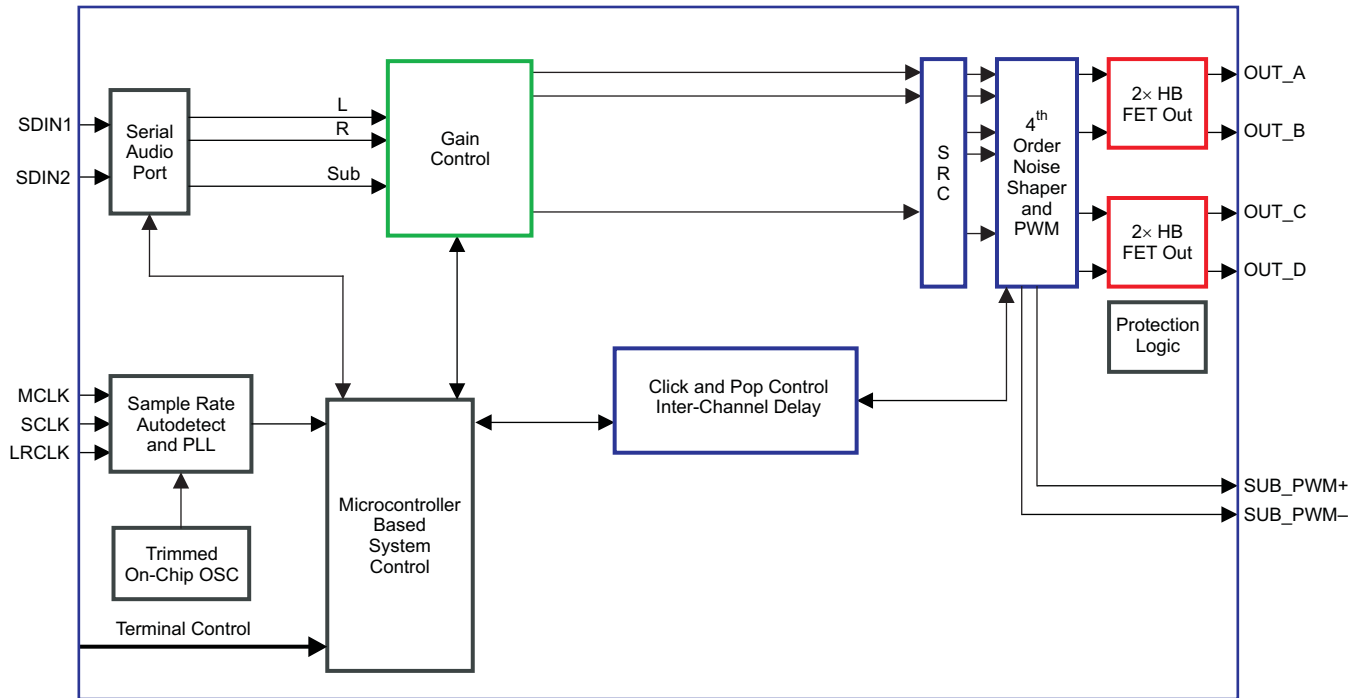 SDIN1
SDIN2
Serial
Audio
Port
L
R
Sub
Gain
Control
S
R
C
4th
Order
Noise
Shaper
and
PWM
2× HB
FET Out
OUT_A
OUT_B
2× HB
FET Out
OUT_C
OUT_D
Protection
Logic
MCLK
SCLK
LRCLK
Sample Rate
Autodetect
and PLL
Click and Pop Control
Inter-Channel Delay
Microcontroller
Based
System
Control
Trimmed
On-Chip OSC
SUB_PWM+
SUB_PWM–
Terminal Control